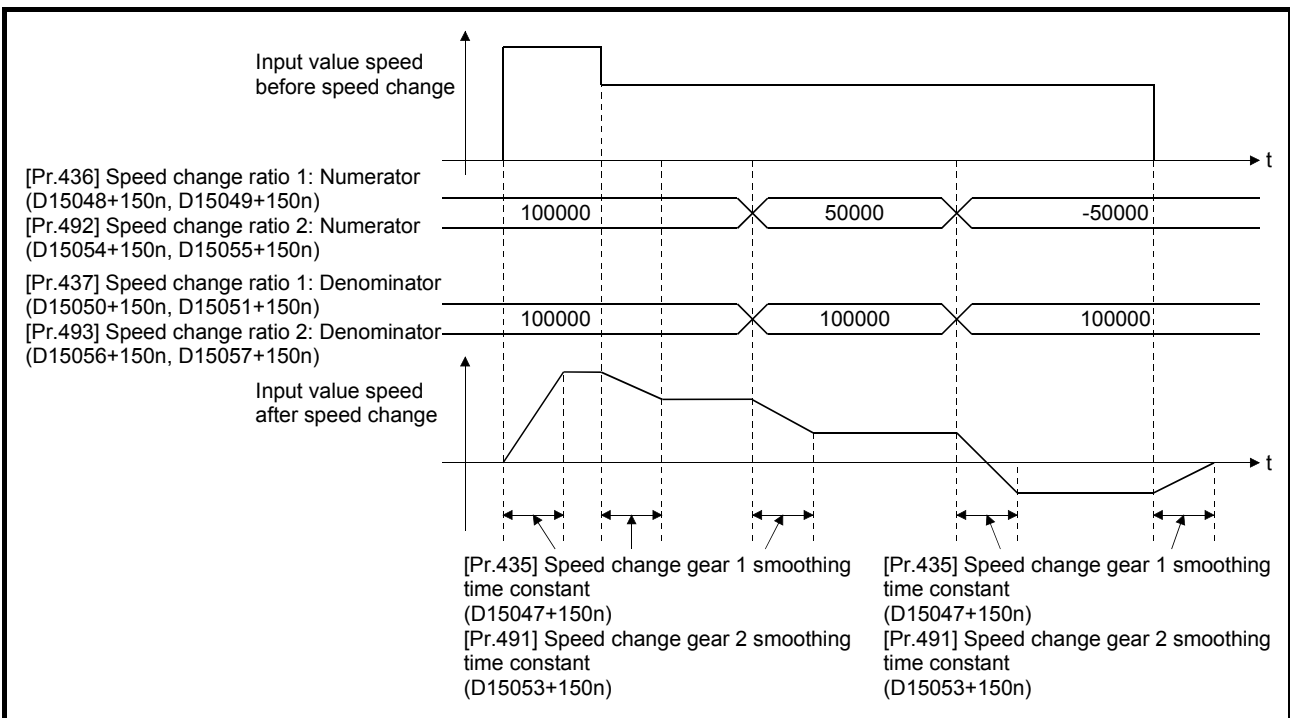 Input value speed
before speed change
t
[Pr.436] Speed change ratio 1: Numerator
(D15048+150n, D15049+150n)
[Pr.492] Speed change ratio 2: Numerator
(D15054+150n, D15055+150n)
100000
50000
-50000
[Pr.437] Speed change ratio 1: Denominator
(D15050+150n, D15051+150n)
[Pr.493] Speed change ratio 2: Denominator
(D15056+150n, D15057+150n)
100000
100000
100000
Input value speed
after speed change
t
[Pr.435] Speed change gear 1 smoothing
time constant
(D15047+150n)
[Pr.491] Speed change gear 2 smoothing
time constant
(D15053+150n)
[Pr.435] Speed change gear 1 smoothing
time constant
(D15047+150n)
[Pr.491] Speed change gear 2 smoothing
time constant
(D15053+150n)